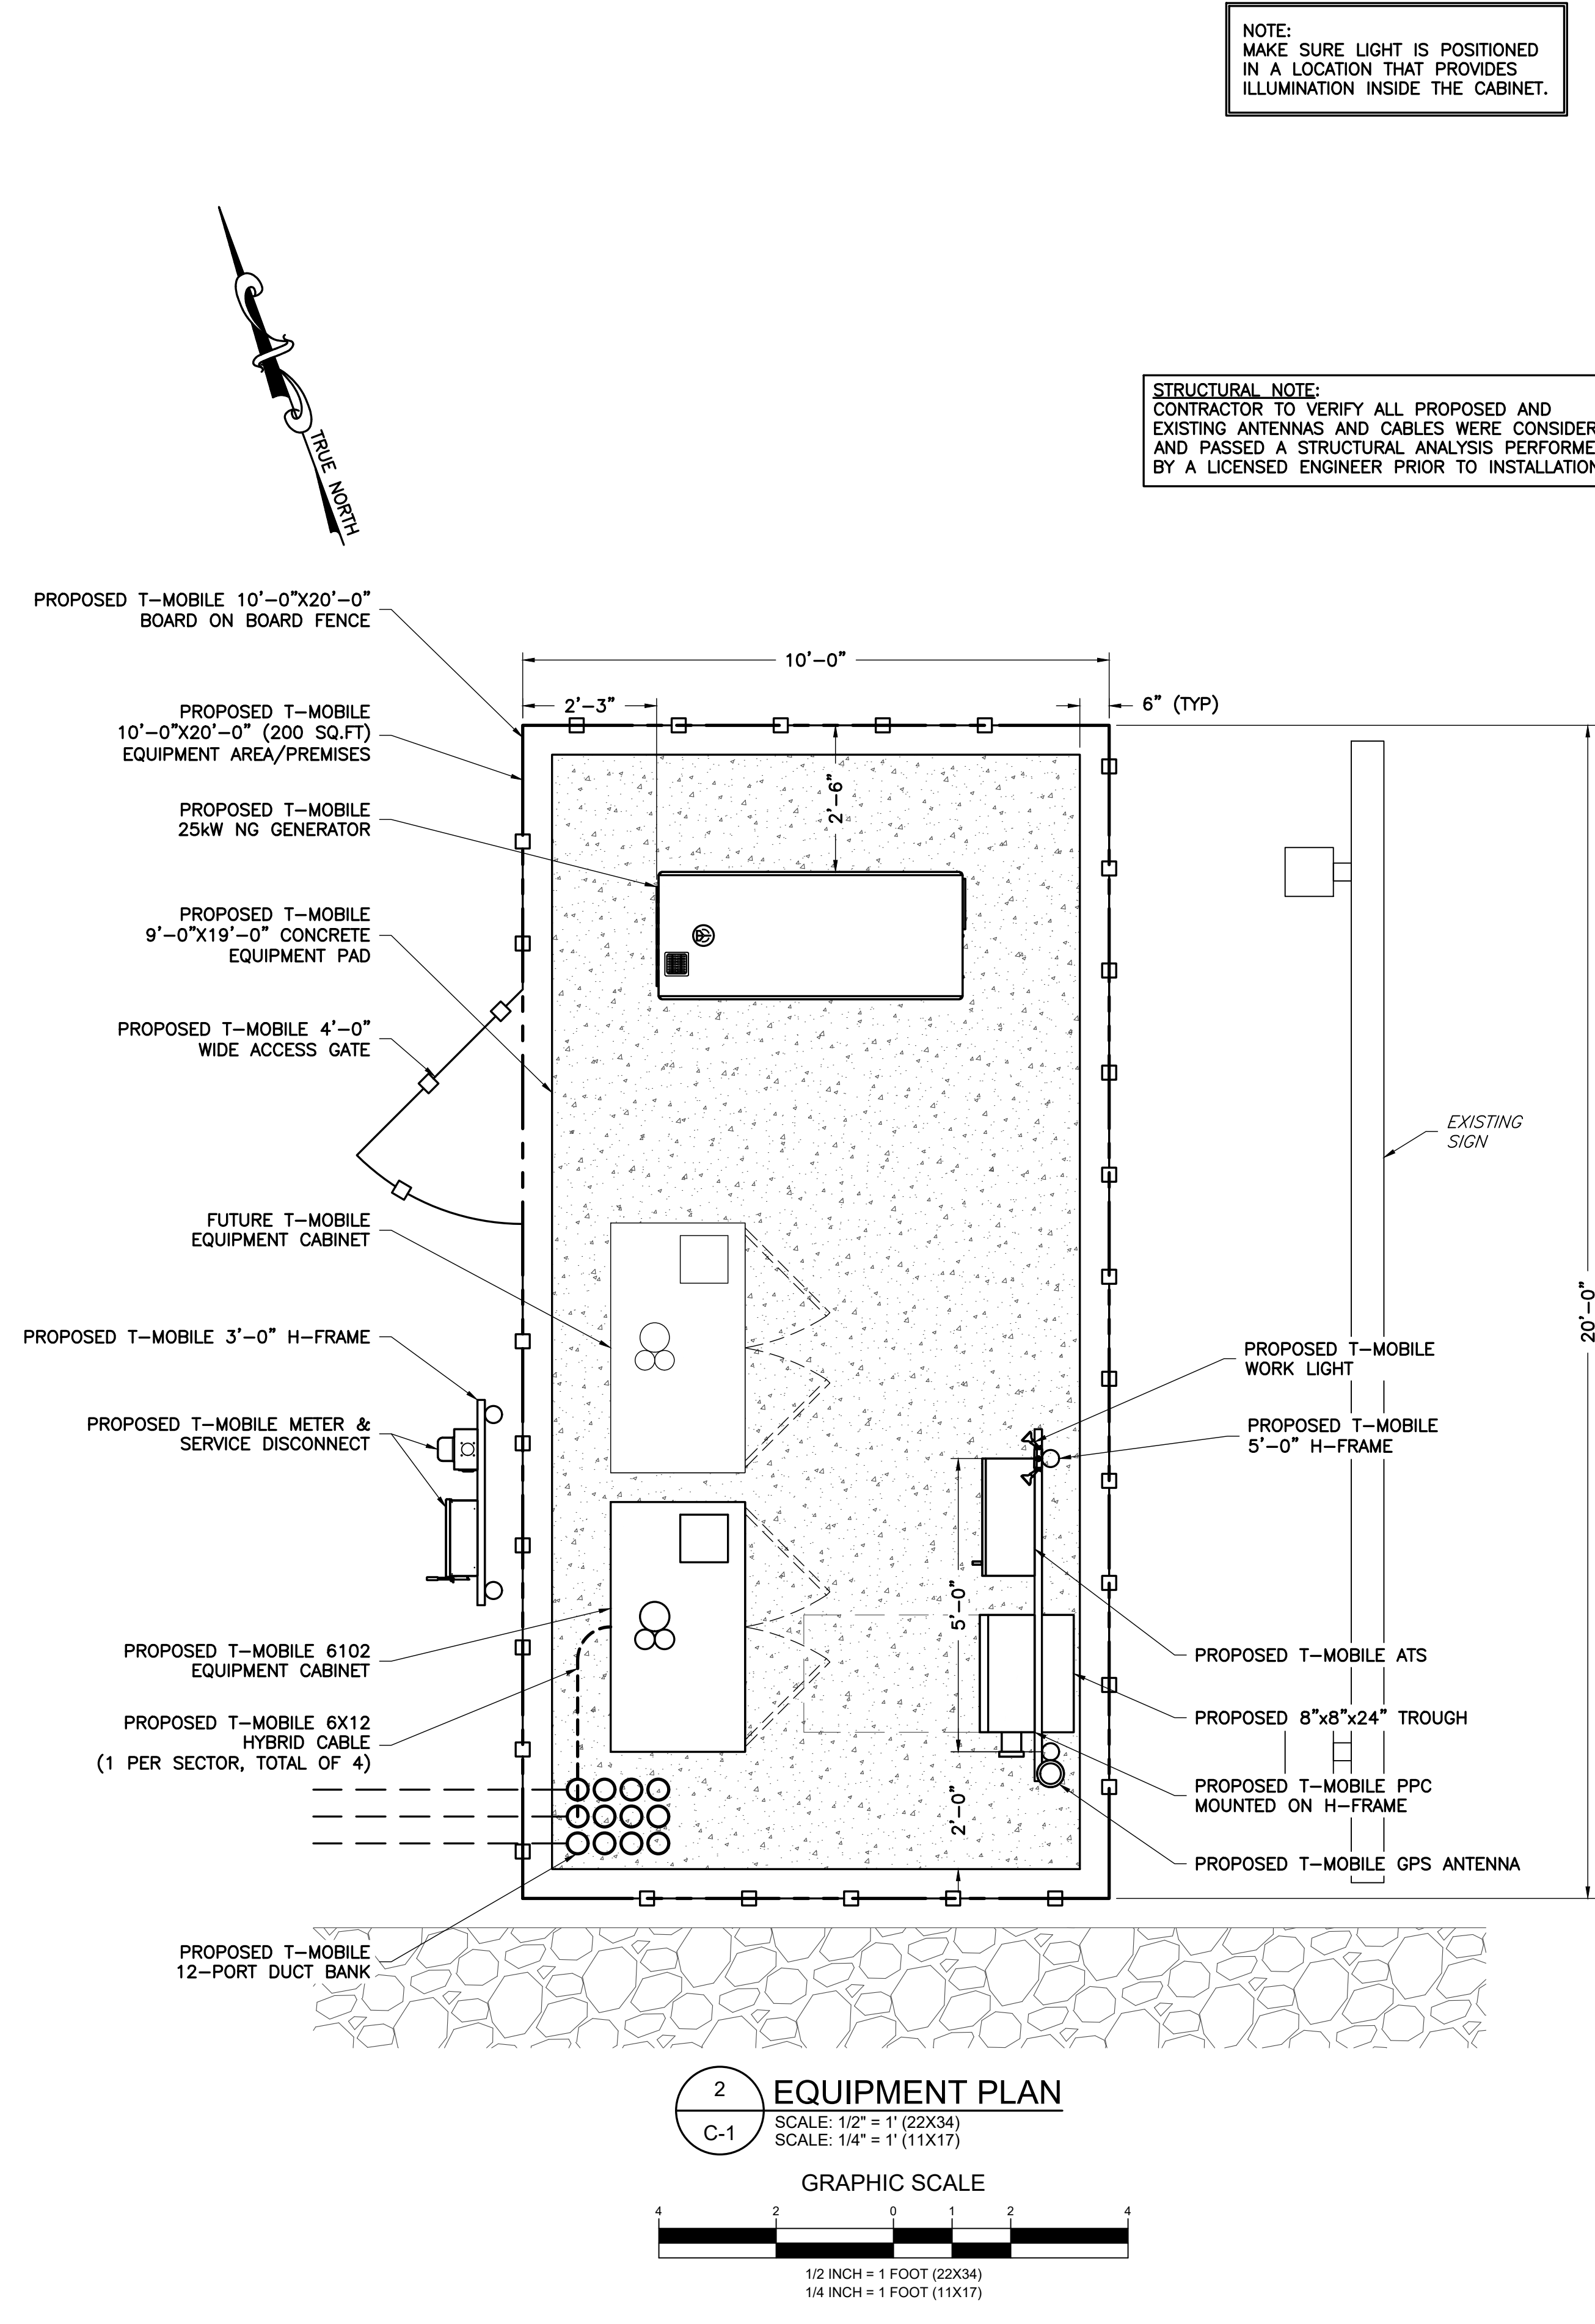 NOTE:
MAKE SURE LIGHT IS POSITIONED
IN A LOCATION THAT PROVIDES
ILLUMINATION INSIDE THE CABINET.
TRUE NORTH
STRUCTURAL NOTE:
CONTRACTOR TO VERIFY ALL PROPOSED AND
EXISTING ANTENNAS AND CABLES WERE CONSIDER
AND PASSED A STRUCTURAL ANALYSIS PERFORME
BY A LICENSED ENGINEER PRIOR TO INSTALLATION
PROPOSED T-MOBILE 10'-0"X20'-0"
BOARD ON BOARD FENCE
10'-0"
2'-3"
6" (TYP)
PROPOSED T-MOBILE
10'-0"X20'-0" (200 SQ.FT)
EQUIPMENT AREA/PREMISES
2'-6"
PROPOSED T-MOBILE
25kW NG GENERATOR
PROPOSED T-MOBILE
9'-0"X19'-0" CONCRETE
EQUIPMENT PAD
PROPOSED T-MOBILE 4'-0"
WIDE ACCESS GATE
EXISTING
SIGN
FUTURE T-MOBILE
EQUIPMENT CABINET
20'-0"
PROPOSED T-MOBILE 3'-0" H-FRAME
PROPOSED T-MOBILE
WORK LIGHT
PROPOSED T-MOBILE METER &
SERVICE DISCONNECT
PROPOSED T-MOBILE
5'-0" H-FRAME
5'-0"
PROPOSED T-MOBILE 6102
EQUIPMENT CABINET
PROPOSED T-MOBILE ATS
PROPOSED T-MOBILE 6X12
HYBRID CABLE
(1 PER SECTOR, TOTAL OF 4)
PROPOSED 8"x8"x24" TROUGH
PROPOSED T-MOBILE PPC
MOUNTED ON H-FRAME
2'-0"
PROPOSED T-MOBILE GPS ANTENNA
PROPOSED T-MOBILE
12-PORT DUCT BANK
2
C-1
EQUIPMENT PLAN
SCALE: 1/2" = 1' (22X34)
SCALE: 1/4" = 1' (11X17)
GRAPHIC SCALE
4 2 0 1 2 4
1/2 INCH = 1 FOOT (22X34)
1/4 INCH = 1 FOOT (11X17)